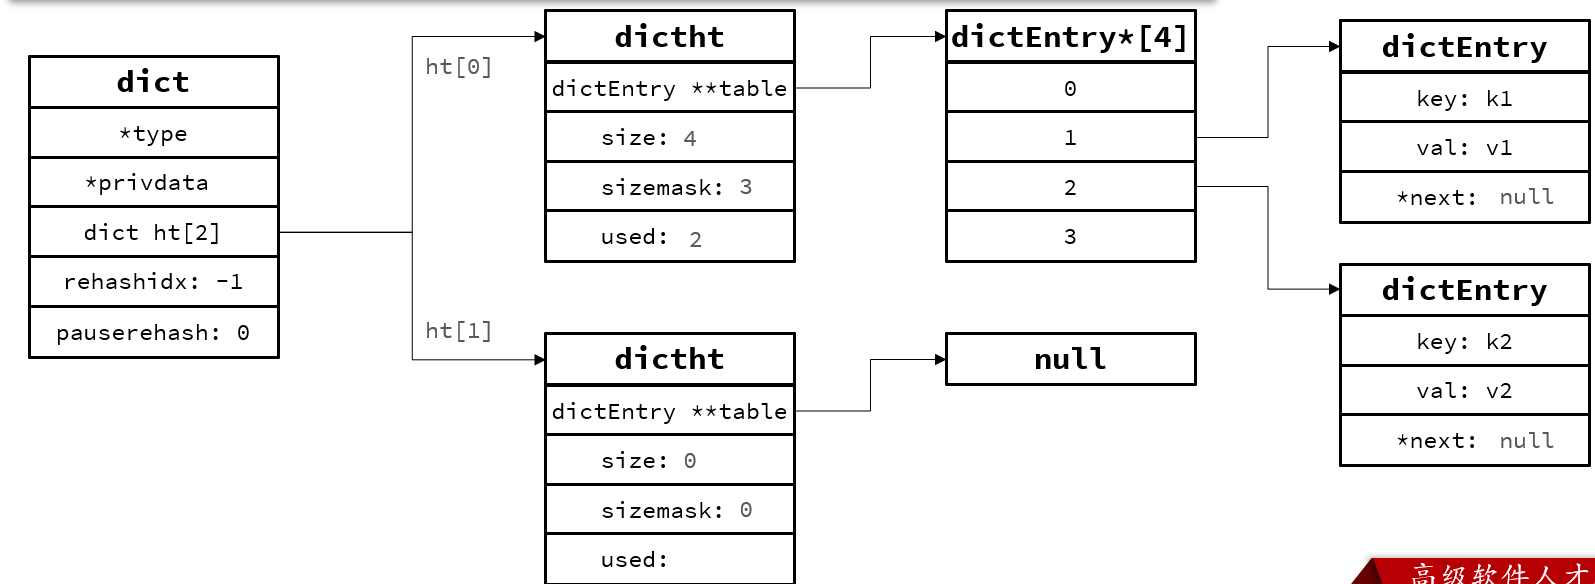 dict
*type
*privdata
dict ht[2]
rehashidx: -1
pauserehash: 0
ht[0]
dictht
dictEntry **table
size: 4
sizemask: 3
used: 2
dictEntry*[4]
0
1
2
3
dictEntry
key: k1
val: v1
*next: null
dictEntry
key: k2
val: v2
*next: null
ht[1]
dictht
dictEntry **table
size: 0
sizemask: 0
used:
null
高级软件人才